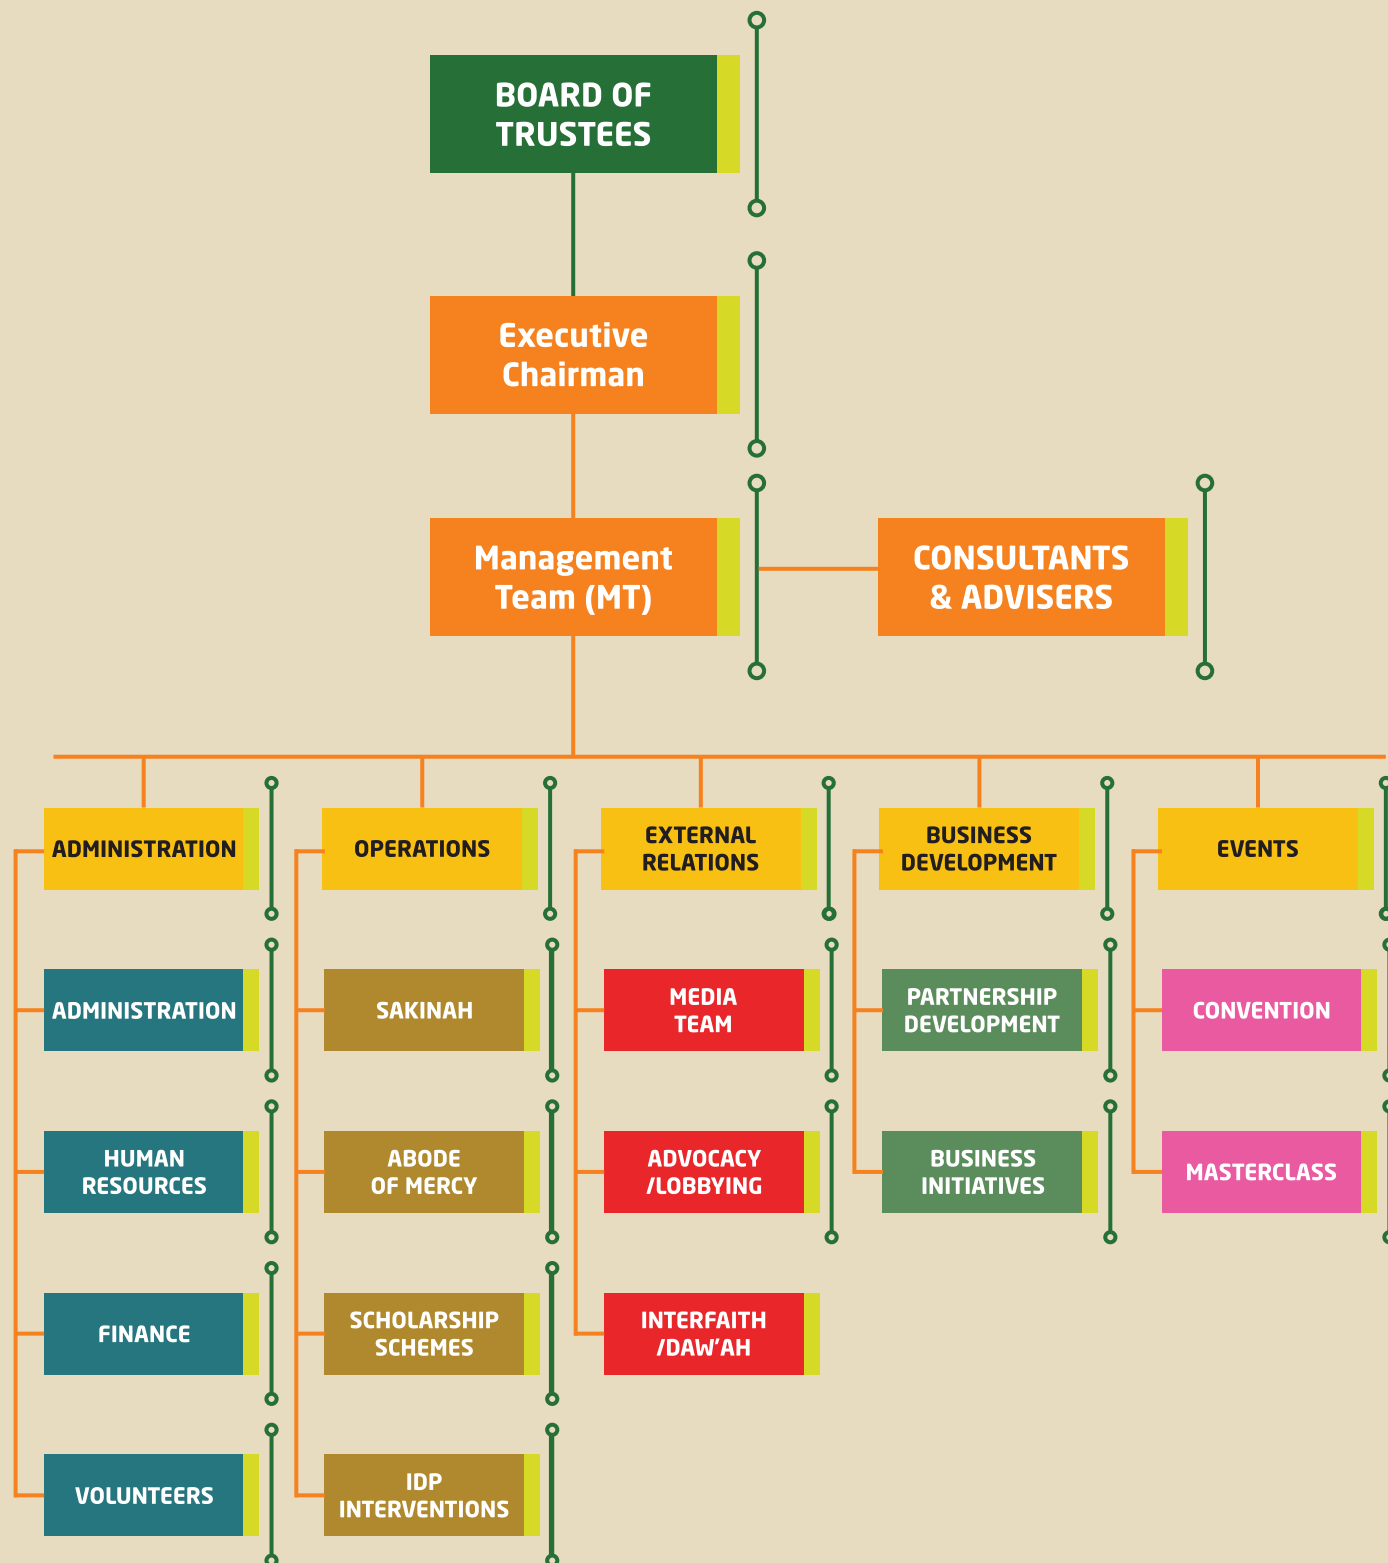 BOARD OF
TRUSTEES
Executive
Chairman
Management
Team (MT)
CONSULTANTS
& ADVISERS
ADMINISTRATION
OPERATIONS
EXTERNAL
RELATIONS
BUSINESS
DEVELOPMENT
EVENTS
ADMINISTRATION
SAKINAH
MEDIA
TEAM
PARTNERSHIP
DEVELOPMENT
CONVENTION
HUMAN
RESOURCES
ABODE
OF MERCY
ADVOCACY
/LOBBYING
BUSINESS
INITIATIVES
MASTERCLASS
FINANCE
SCHOLARSHIP
SCHEMES
INTERFAITH
/DAW’AH
VOLUNTEERS
IDP
INTERVENTIONS